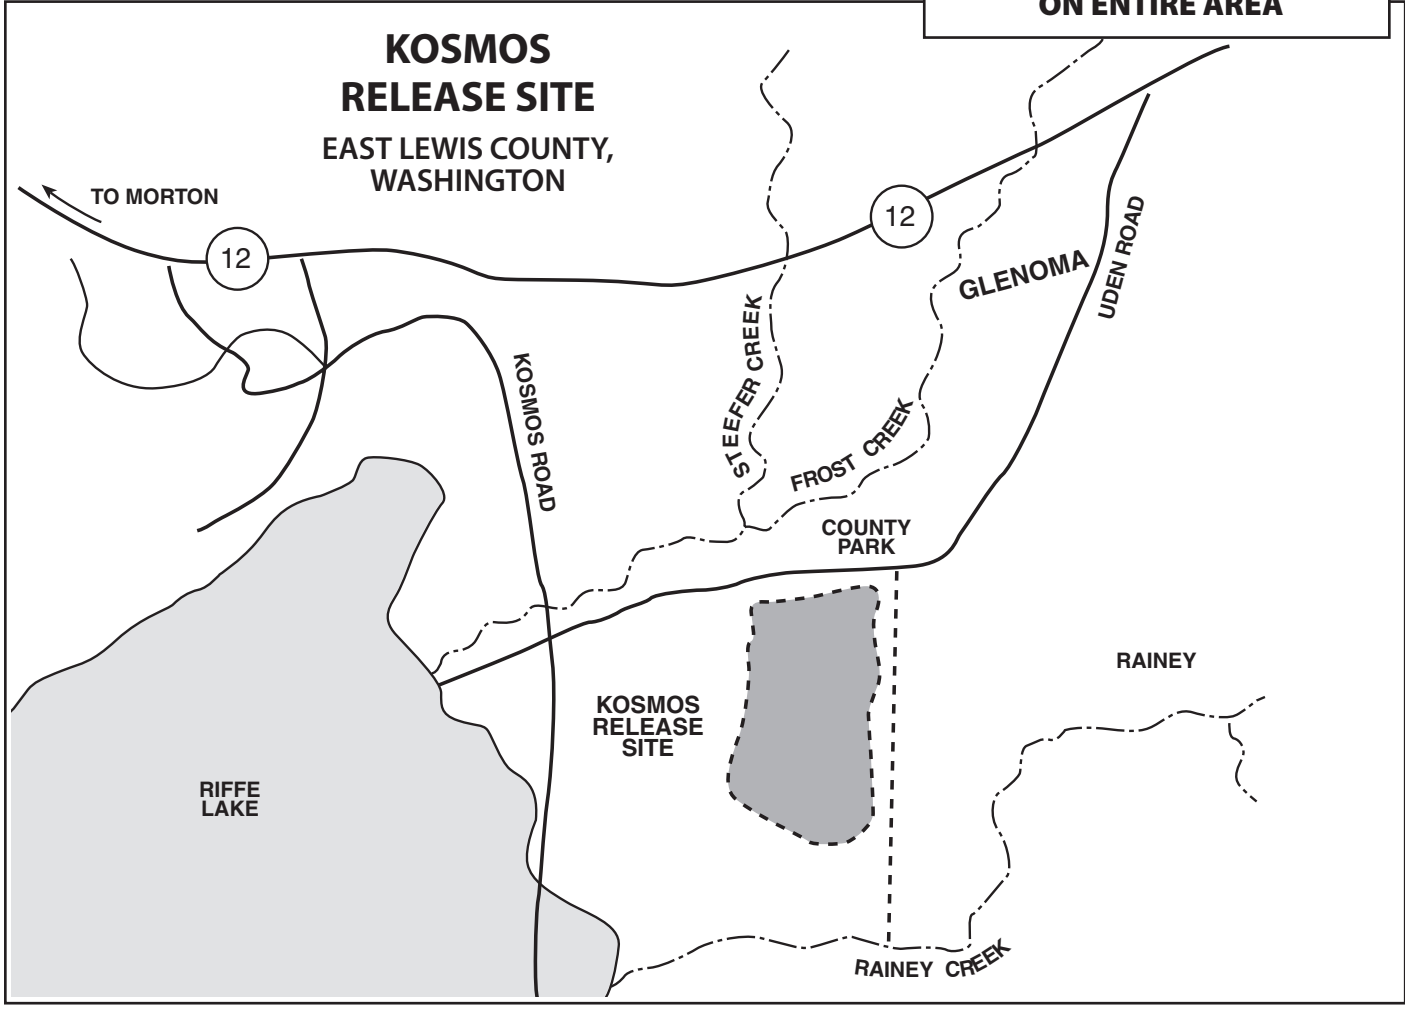 ON ENTIRE AREA
KOSMOS
RELEASE SITE
EAST LEWIS COUNTY,
WASHINGTON
TO MORTON
12
12
GLENOMA
UDEN ROAD
STEEFER CREEK
KOSMOS ROAD
FROST CREEK
COUNTY
PARK
RAINEY
KOSMOS
RELEASE
SITE
RIFFE
LAKE
RAINEY CREEK